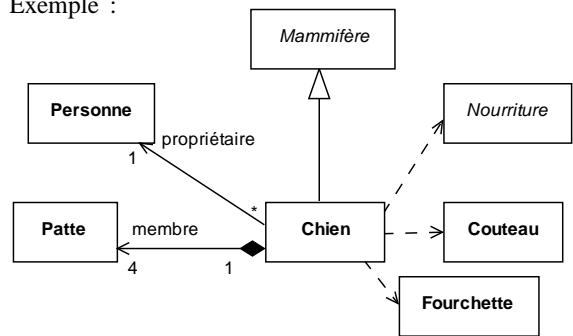 Exemple :
Mammifère
Personne
Nourriture
propriétaire
1
*
Patte
membre
Chien
Couteau
4
1
Fourchette